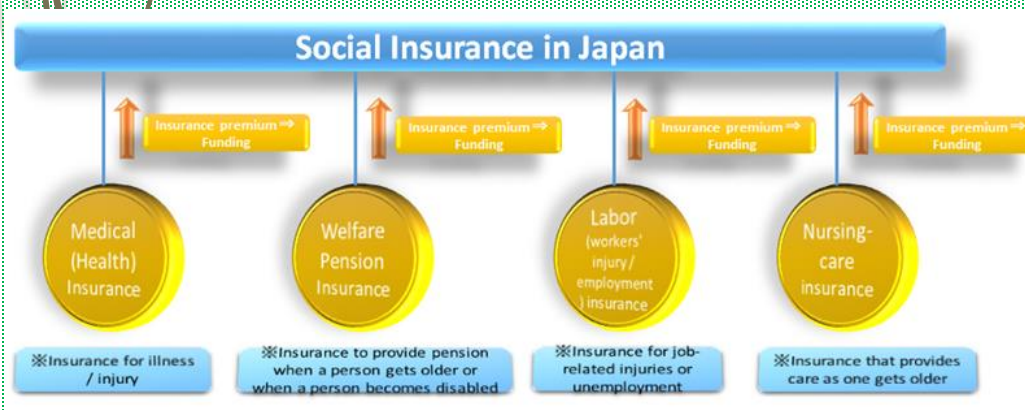 Social Insurance in Japan
Insurance premium⇒
Funding
Insurance premium⇒
Funding
Insurance premium⇒
Funding
Insurance premium⇒
Funding
Medical
(Health)
Insurance
Welfare
Pension
Insurance
Labor
(workers'
injury /
employment
) insurance
Nursing-
care
insurance
※Insurance for illness
/ injury
※Insurance to provide pension
when a person gets older or
when a person becomes disabled
※Insurance for job-
related injuries or
unemployment
※Insurance that provides
care as one gets older